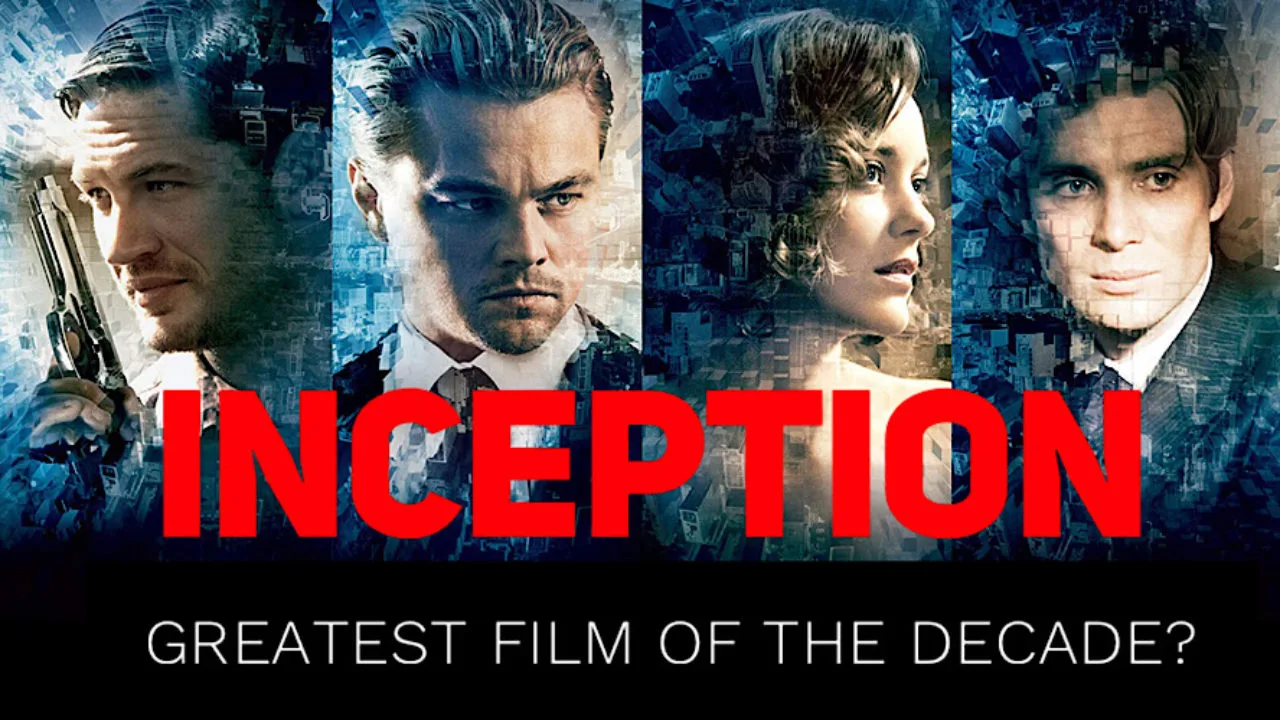 INCEPTION
GREATEST FILM OF THE DECADE?